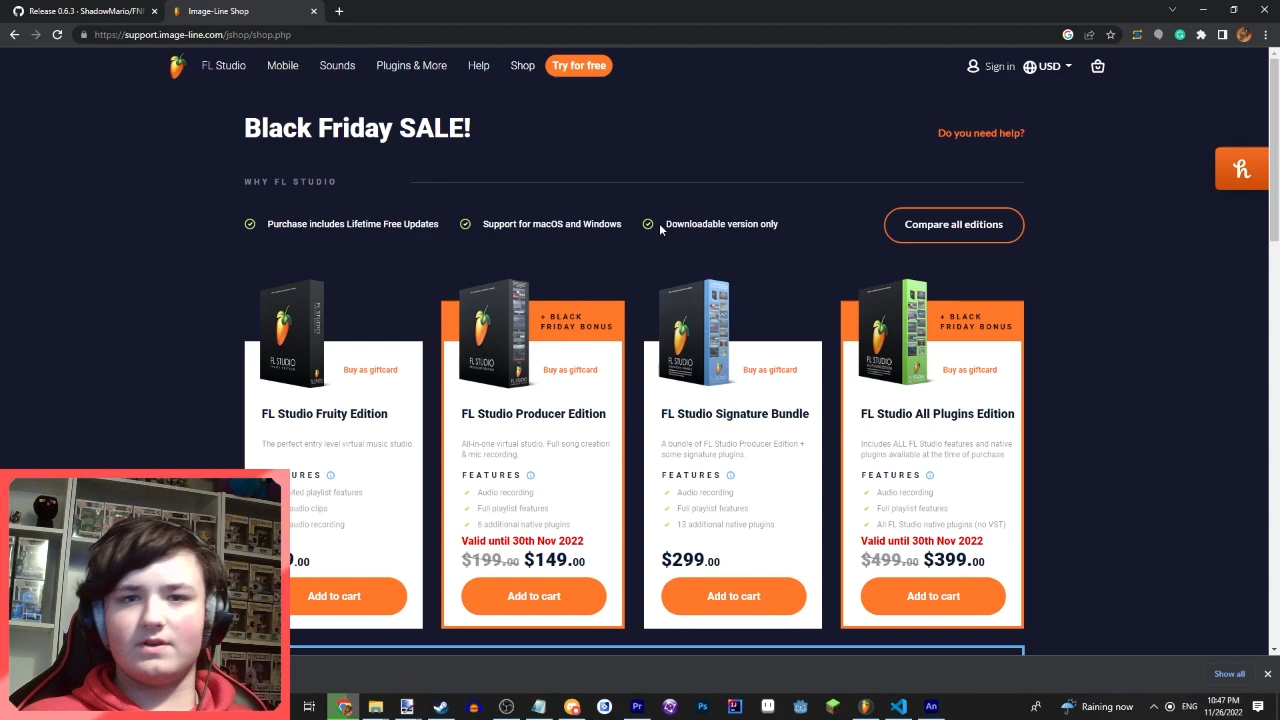 Release 0.6.3 · ShadowMario/FNF
Image-Line Shop
https://support.image-line.com/jshop/shop.php
FL Studio Mobile Sounds Plugins & More Help Shop Try for free Sign in USD
Black Friday SALE!
Do you need help?
WHY FL STUDIO
Purchase includes Lifetime Free Updates Support for macOS and Windows Downloadable version only Compare all editions
+ BLACK
FRIDAY BONUS
+ BLACK
FRIDAY BONUS
Buy as giftcard Buy as giftcard Buy as giftcard Buy as giftcard
FL Studio Fruity Edition
The perfect entry level virtual music studio.
audio clips
audio recording
.00
Add to cart
FL Studio Producer Edition
All-in-one virtual studio. Full song creation
& mic recording.
FEATURES
Audio recording
Full playlist features
6 additional native plugins
Valid until 30th Nov 2022
$199.00 $149.00
Add to cart
FL Studio Signature Bundle
A bundle of FL Studio Producer Edition +
some signature plugins.
FEATURES
Audio recording
Full playlist features
13 additional native plugins
$299.00
Add to cart
FL Studio All Plugins Edition
Includes ALL FL Studio features and native
plugins available at the time of purchase.
FEATURES
Audio recording
Full playlist features
All FL Studio native plugins (no VST)
Valid until 30th Nov 2022
$499.00 $399.00
Add to cart
Show all
Pr Ps An
Raining now ENG 10:47 PM
11/26/2022